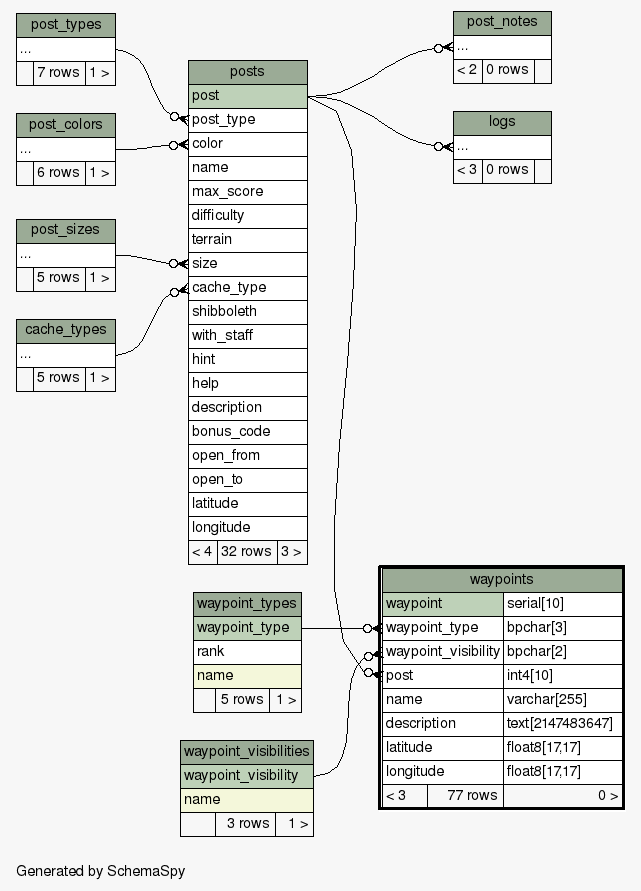 post_types
...
7 rows 1 >
post_colors
...
6 rows 1 >
post_sizes
...
5 rows 1 >
cache_types
...
5 rows 1 >
posts
post
post_type
color
name
max_score
difficulty
terrain
size
cache_type
shibboleth
with_staff
hint
help
description
bonus_code
open_from
open_to
latitude
longitude
< 4 32 rows 3 >
post_notes
...
< 2 0 rows
logs
...
< 3 0 rows
waypoint_types
waypoint_type
rank
name
5 rows 1 >
waypoint_visibilities
waypoint_visibility
name
3 rows 1 >
waypoints
waypoint serial[10]
waypoint_type bpchar[3]
waypoint_visibility bpchar[2]
post int4[10]
name varchar[255]
description text[2147483647]
latitude float8[17,17]
longitude float8[17,17]
< 3 77 rows 0 >
Generated by SchemaSpy